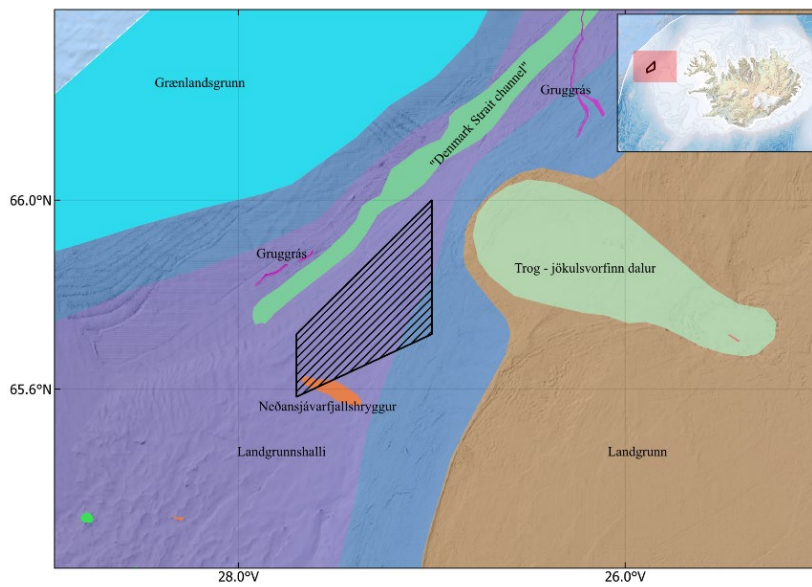 Grænlandsgrunn
"Denmark Strait channel"
Gruggrás
66.0°N
Gruggrás
Trog - jökulsvorfinn dalur
65.6°N
Neðansjávarfjallshryggur
Landgrunnshalli
Landgrunn
28.0°V
26.0°V